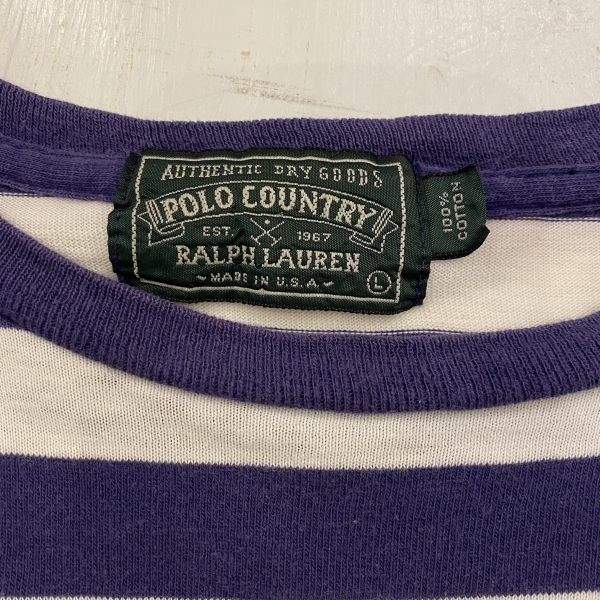 AUTHENTIC DRY GOODS
POLO COUNTRY
EST. 1967
RALPH LAUREN
~MADE IN U.S.A~
L
100%
COTTON